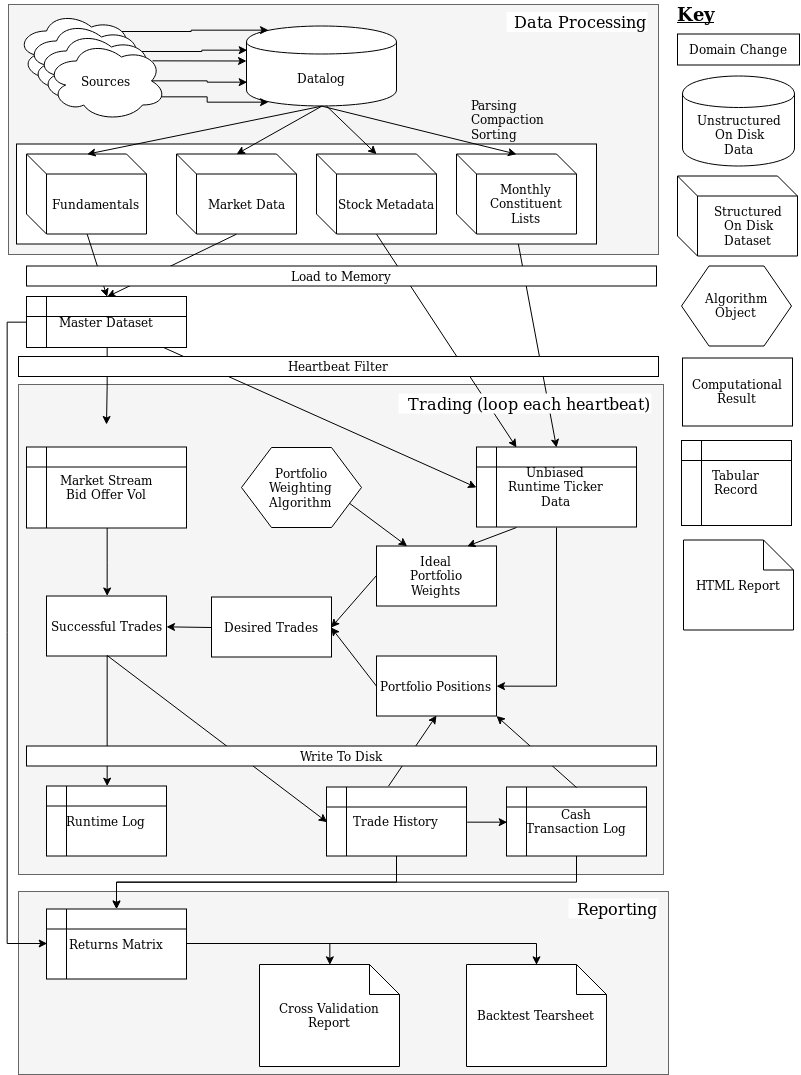 Data Processing
Sources
Datalog
Parsing
Compaction
Sorting
Fundamentals
Market Data
Stock Metadata
Monthly
Constituent
Lists
Load to Memory
Master Dataset
Heartbeat Filter
Trading (loop each heartbeat)
Market Stream
Bid Offer Vol
Portfolio
Weighting
Algorithm
Unbiased
Runtime Ticker
Data
Ideal
Portfolio
Weights
Successful Trades
Desired Trades
Portfolio Positions
Write To Disk
Runtime Log
Trade History
Cash
Transaction Log
Reporting
Returns Matrix
Cross Validation
Report
Backtest Tearsheet
Key
Domain Change
Unstructured
On Disk
Data
Structured
On Disk
Dataset
Algorithm
Object
Computational
Result
Tabular
Record
HTML Report